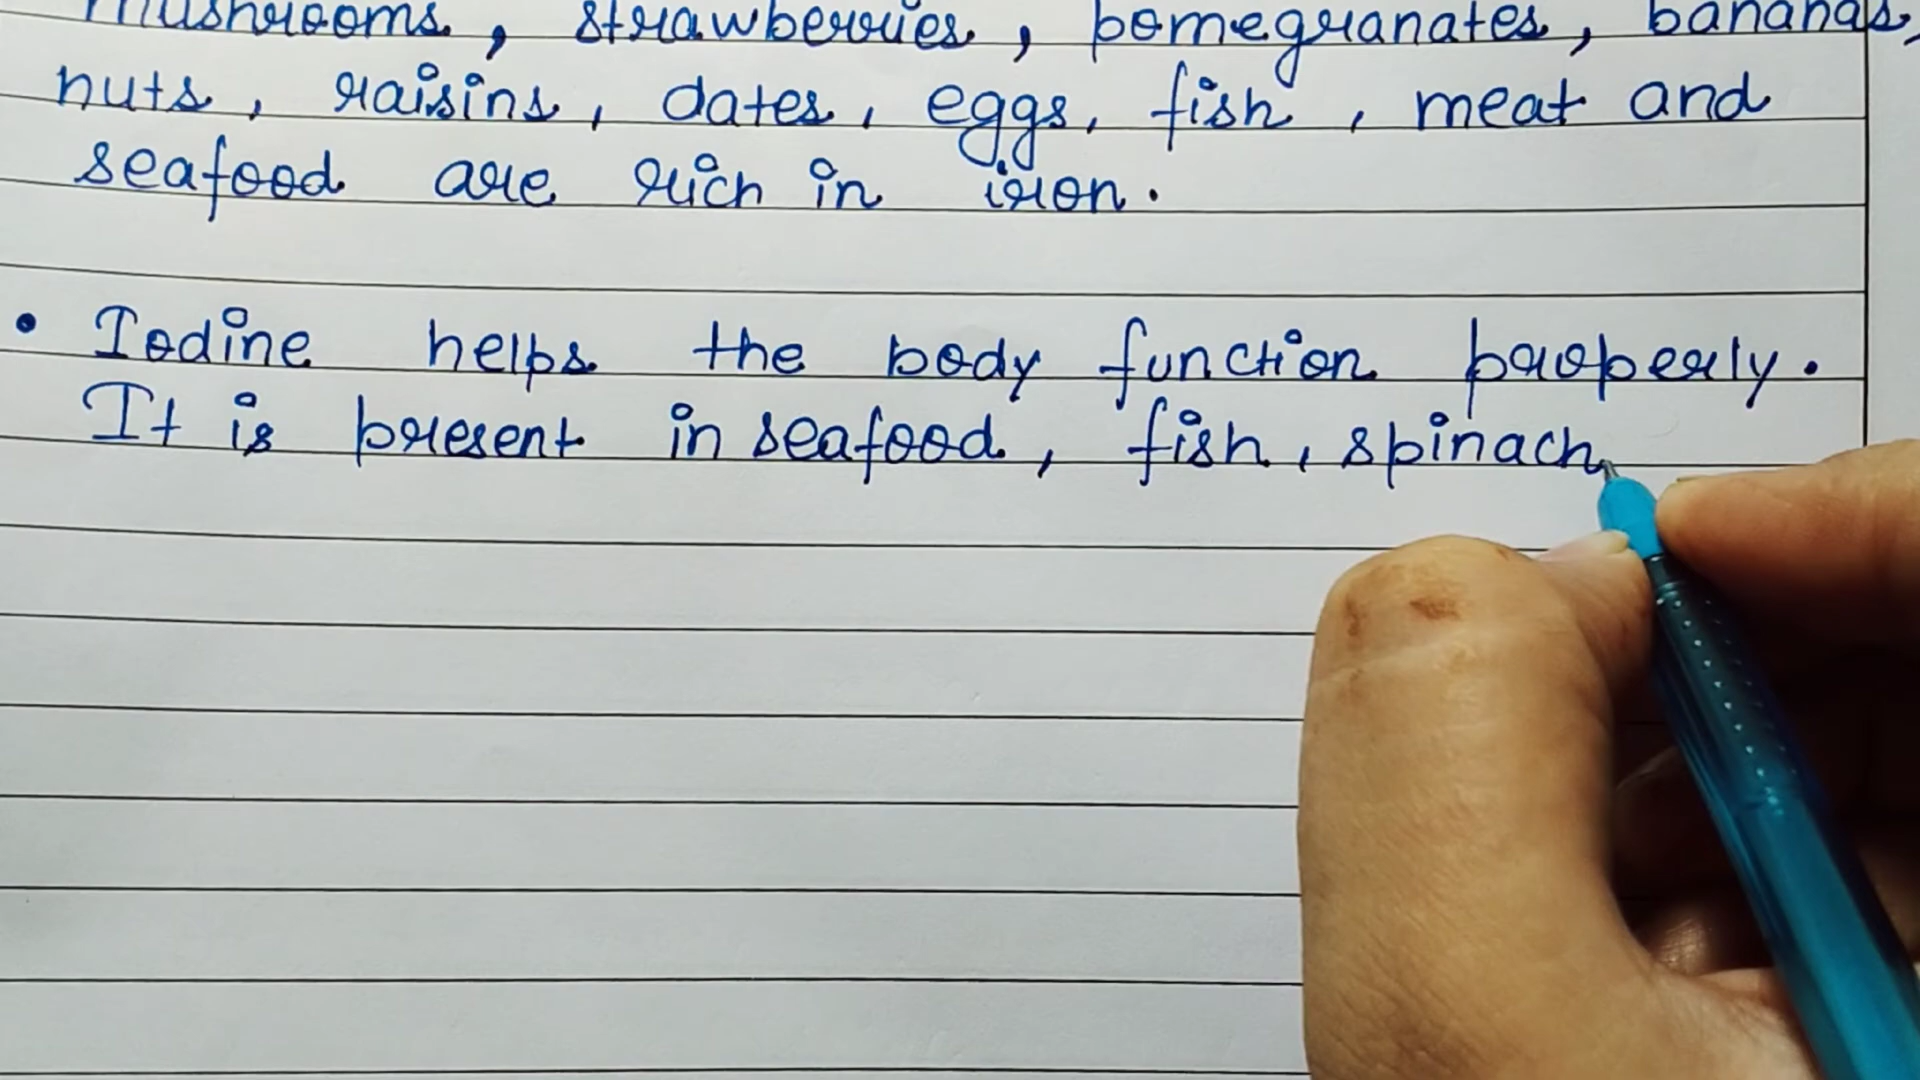 mushrooms, strawberries, pomegranates, bananas,
nuts, raisins, dates, eggs, fish, meat and
seafood are rich in iron.
• Iodine helps the body function properly.
It is present in seafood, fish, spinach